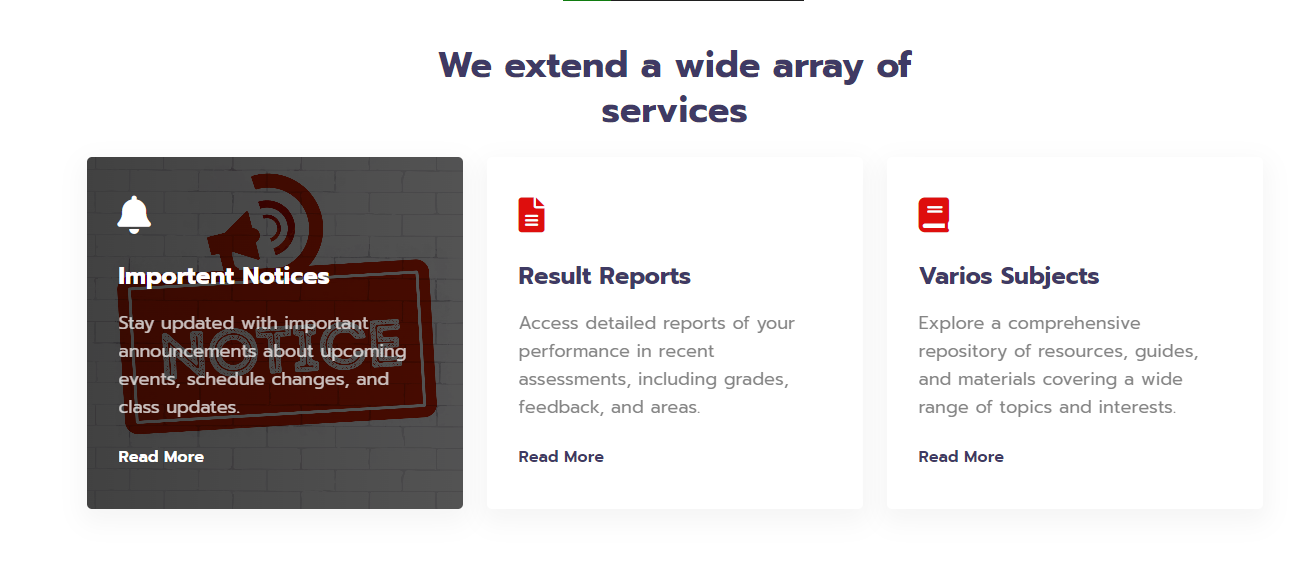 We extend a wide array of
services
Importent Notices
NOTICE
Stay updated with important
announcements about upcoming
events, schedule changes, and
class updates.
Read More
Result Reports
Access detailed reports of your
performance in recent
assessments, including grades,
feedback, and areas.
Read More
Varios Subjects
Explore a comprehensive
repository of resources, guides,
and materials covering a wide
range of topics and interests.
Read More